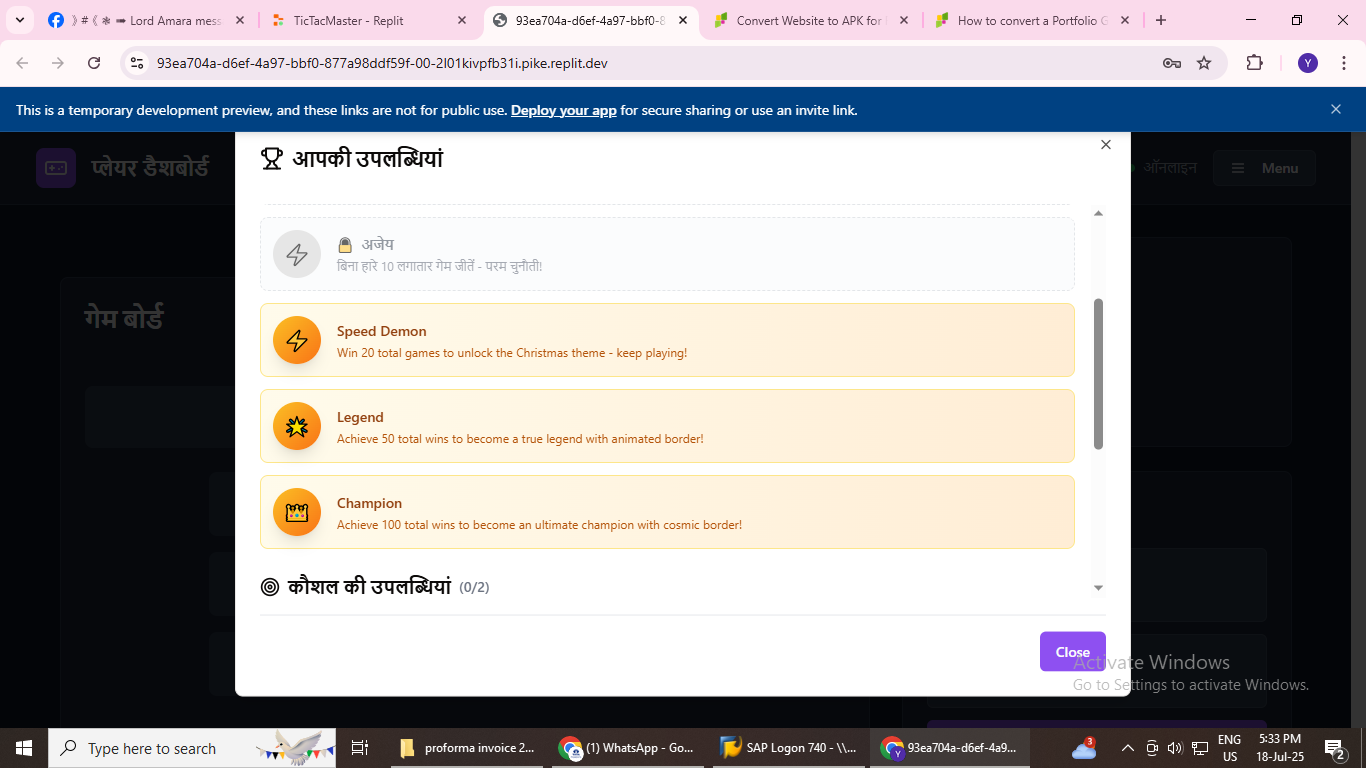 》# ⟪ ❃ ➡ Lord Amara mess
TicTacMaster - Replit
93ea704a-d6ef-4a97-bbf0-8
Convert Website to APK for
How to convert a Portfolio G
93ea704a-d6ef-4a97-bbf0-877a98ddf59f-00-2l01kivpfb31i.pike.replit.dev
Y
This is a temporary development preview, and these links are not for public use. Deploy your app for secure sharing or use an invite link.
प्लेयर डैशबोर्ड
ऑनलाइन
Menu
आपकी उपलब्धियां
गेम बोर्ड
अजेय
बिना हारे 10 लगातार गेम जीतें - परम चुनौती!
Speed Demon
Win 20 total games to unlock the Christmas theme - keep playing!
Legend
Achieve 50 total wins to become a true legend with animated border!
Champion
Achieve 100 total wins to become an ultimate champion with cosmic border!
कौशल की उपलब्धियां (0/2)
Close
Activate Windows
Go to Settings to activate Windows.
Type here to search
proforma invoice 2...
(1) WhatsApp - Go...
SAP Logon 740 - \\...
93ea704a-d6ef-4a9...
3
ENG
US
5:33 PM
18-Jul-25
2